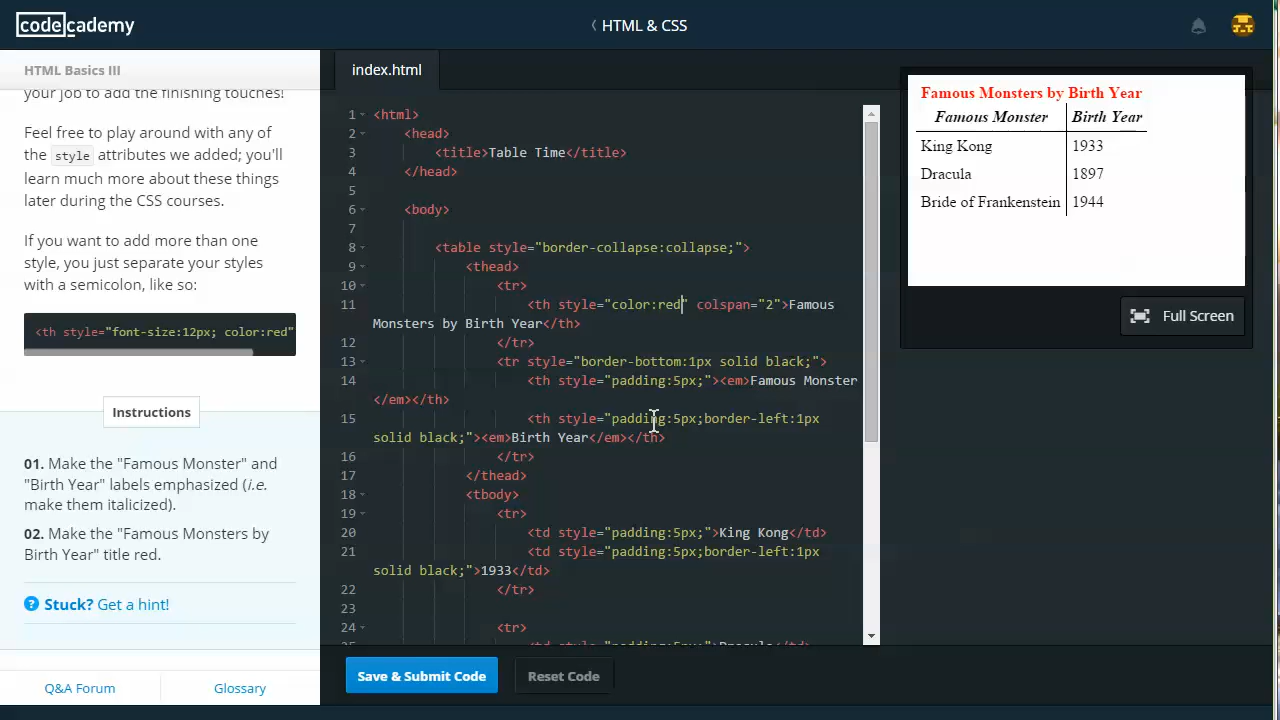 codecademy
HTML & CSS
HTML Basics III
your job to add the finishing touches!
Feel free to play around with any of
the style attributes we added; you'll
learn much more about these things
later during the CSS courses.
If you want to add more than one
style, you just separate your styles
with a semicolon, like so:
<th style="font-size:12px; color:red"
Instructions
01. Make the "Famous Monster" and
"Birth Year" labels emphasized (i.e.
make them italicized).
02. Make the "Famous Monsters by
Birth Year" title red.
? Stuck? Get a hint!
Q&A Forum
Glossary
index.html
1 <html>
2 <head>
3 <title>Table Time</title>
4 </head>
5
6 <body>
7
8 <table style="border-collapse:collapse;">
9 <thead>
10 <tr>
11 <th style="color:red" colspan="2">Famous
Monsters by Birth Year</th>
12 </tr>
13 <tr style="border-bottom:1px solid black;">
14 <th style="padding:5px;"><em>Famous Monster
</em></th>
15 <th style="padding:5px;border-left:1px
solid black;"><em>Birth Year</em></th>
16 </tr>
17 </thead>
18 <tbody>
19 <tr>
20 <td style="padding:5px;">King Kong</td>
21 <td style="padding:5px;border-left:1px
solid black;">1933</td>
22 </tr>
23
24 <tr>
25 <td style="padding:5px;">Dracula</td>
Save & Submit Code
Reset Code
Famous Monsters by Birth Year
Famous Monster Birth Year
King Kong 1933
Dracula 1897
Bride of Frankenstein 1944
Full Screen